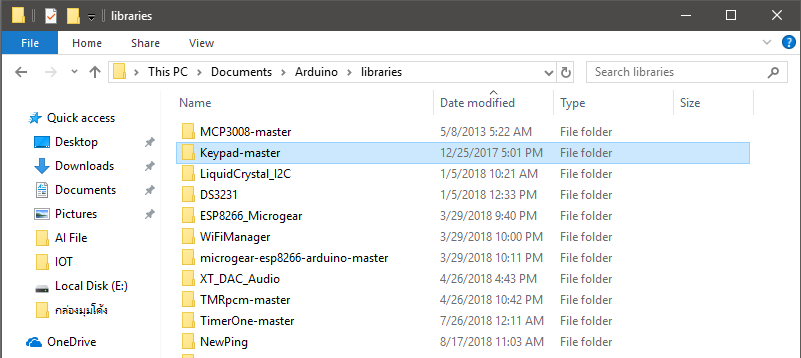 libraries
File Home Share View
This PC Documents Arduino libraries Search libraries
Name Date modified Type Size
Quick access
Desktop
Downloads
Documents
Pictures
AI File
IOT
Local Disk (E:)
กล่องมุมโค้ง
OneDrive
MCP3008-master 5/8/2013 5:22 AM File folder
Keypad-master 12/25/2017 5:01 PM File folder
LiquidCrystal_I2C 1/5/2018 10:21 AM File folder
DS3231 1/5/2018 12:33 PM File folder
ESP8266_Microgear 3/29/2018 9:40 PM File folder
WiFiManager 3/29/2018 10:00 PM File folder
microgear-esp8266-arduino-master 3/29/2018 10:11 PM File folder
XT_DAC_Audio 4/26/2018 4:43 PM File folder
TMRpcm-master 4/26/2018 10:42 PM File folder
TimerOne-master 7/26/2018 12:11 AM File folder
NewPing 8/17/2018 11:03 AM File folder